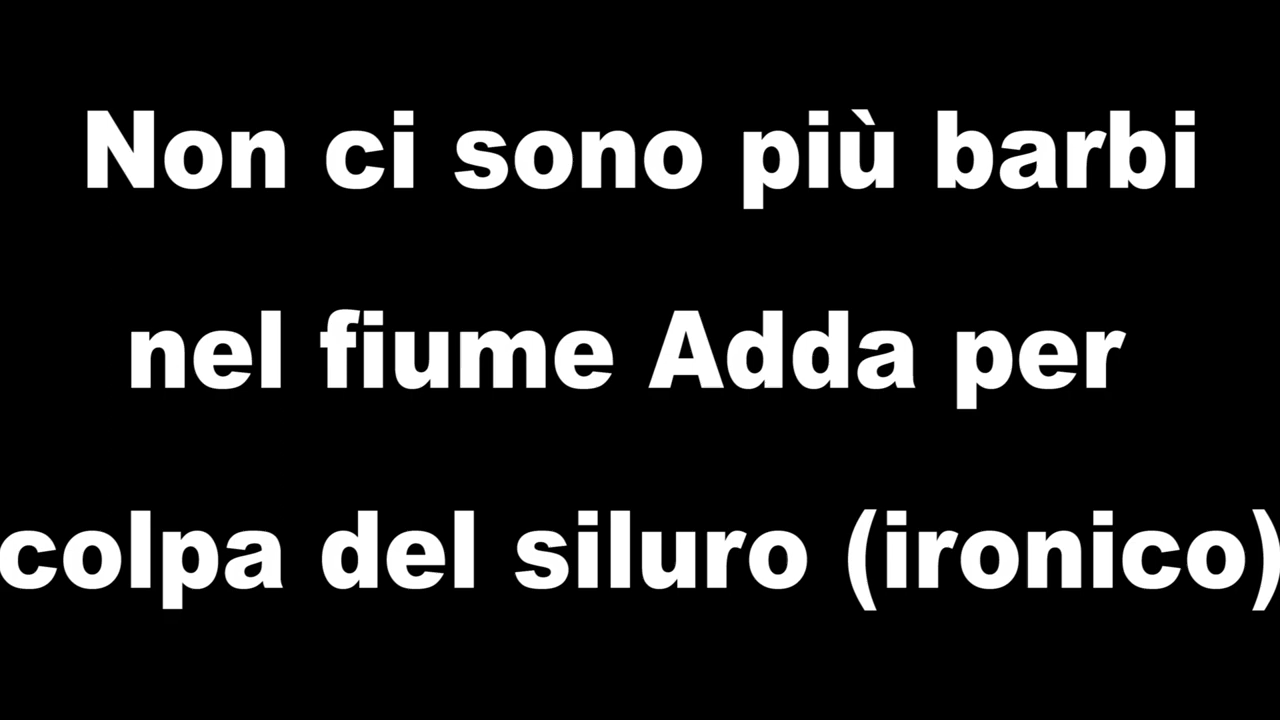 Non ci sono più barbi
nel fiume Adda per
colpa del siluro (ironico)